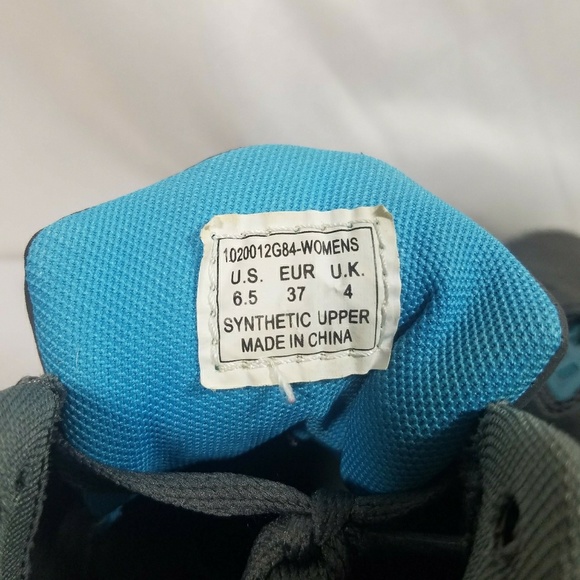 1020012G84-WOMENS
U.S. EUR U.K.
6.5 37 4
SYNTHETIC UPPER
MADE IN CHINA